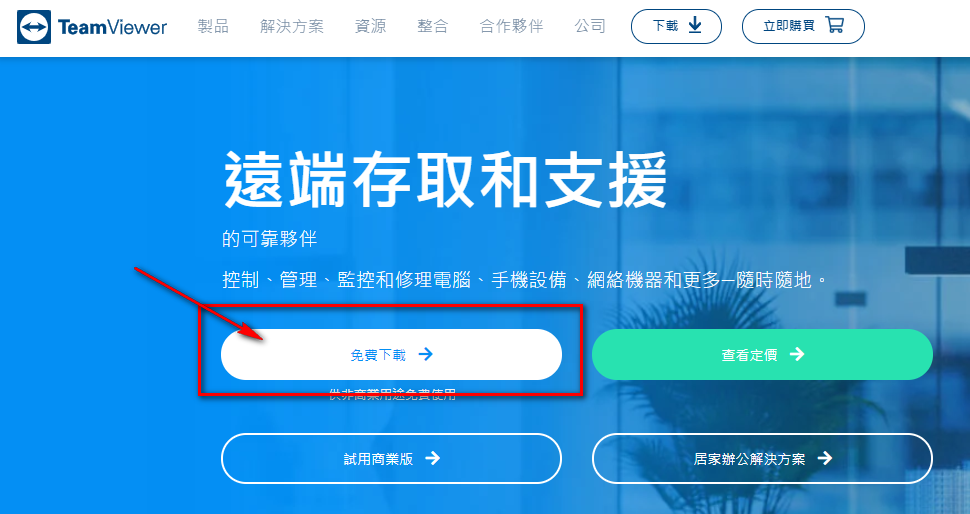 TeamViewer 製品 解決方案 資源 整合 合作夥伴 公司 下載 立即購買
遠端存取和支援
的可靠夥伴
控制、管理、監控和修理電腦、手機設備、網絡機器和更多—隨時隨地。
免費下載 → 查看定價 →
供非商業用途免費使用
試用商業版 → 居家辦公解決方案 →